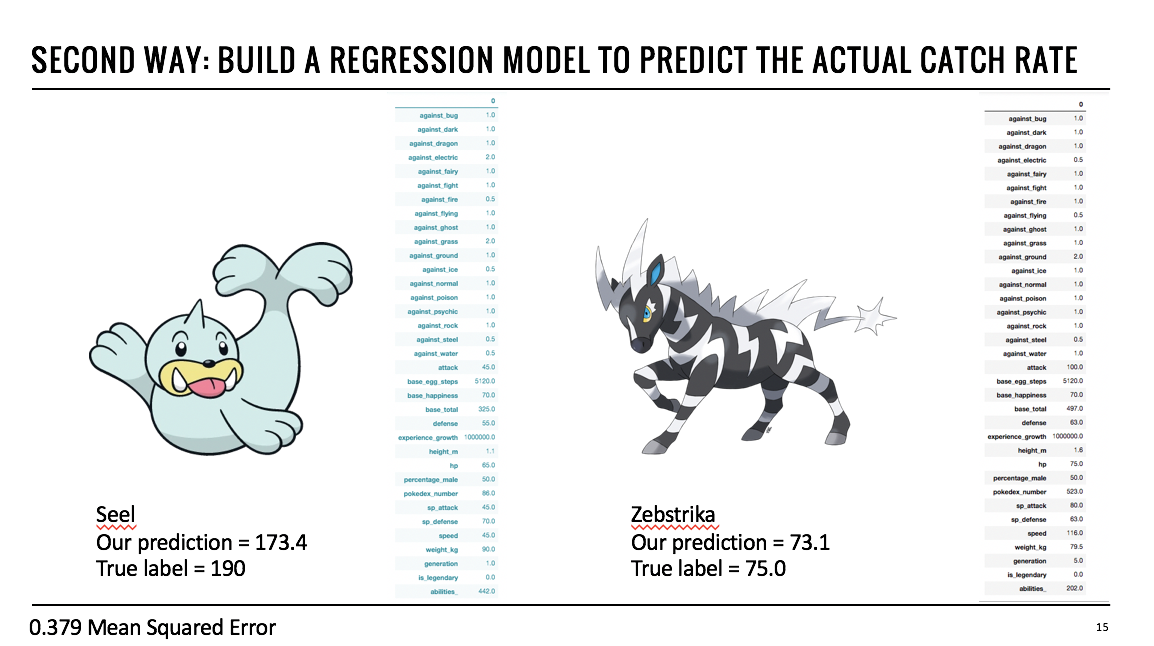 SECOND WAY: BUILD A REGRESSION MODEL TO PREDICT THE ACTUAL CATCH RATE
0
against_bug 1.0
against_dark 1.0
against_dragon 1.0
against_electric 2.0
against_fairy 1.0
against_fight 1.0
against_fire 0.5
against_flying 1.0
against_ghost 1.0
against_grass 2.0
against_ground 1.0
against_ice 0.5
against_normal 1.0
against_poison 1.0
against_psychic 1.0
against_rock 1.0
against_steel 0.5
against_water 0.5
attack 45.0
base_egg_steps 5120.0
base_happiness 70.0
base_total 325.0
defense 55.0
experience_growth 1000000.0
height_m 1.1
hp 65.0
percentage_male 50.0
pokedex_number 86.0
sp_attack 45.0
sp_defense 70.0
speed 45.0
weight_kg 90.0
generation 1.0
is_legendary 0.0
abilities_ 442.0
Seel
Our prediction = 173.4
True label = 190
0
against_bug 1.0
against_dark 1.0
against_dragon 1.0
against_electric 0.5
against_fairy 1.0
against_fight 1.0
against_fire 1.0
against_flying 0.5
against_ghost 1.0
against_grass 1.0
against_ground 2.0
against_ice 1.0
against_normal 1.0
against_poison 1.0
against_psychic 1.0
against_rock 1.0
against_steel 0.5
against_water 1.0
attack 100.0
base_egg_steps 5120.0
base_happiness 70.0
base_total 497.0
defense 63.0
experience_growth 1000000.0
height_m 1.6
hp 75.0
percentage_male 50.0
pokedex_number 523.0
sp_attack 80.0
sp_defense 63.0
speed 116.0
weight_kg 79.5
generation 5.0
is_legendary 0.0
abilities_ 202.0
Zebstrika
Our prediction = 73.1
True label = 75.0
0.379 Mean Squared Error
15